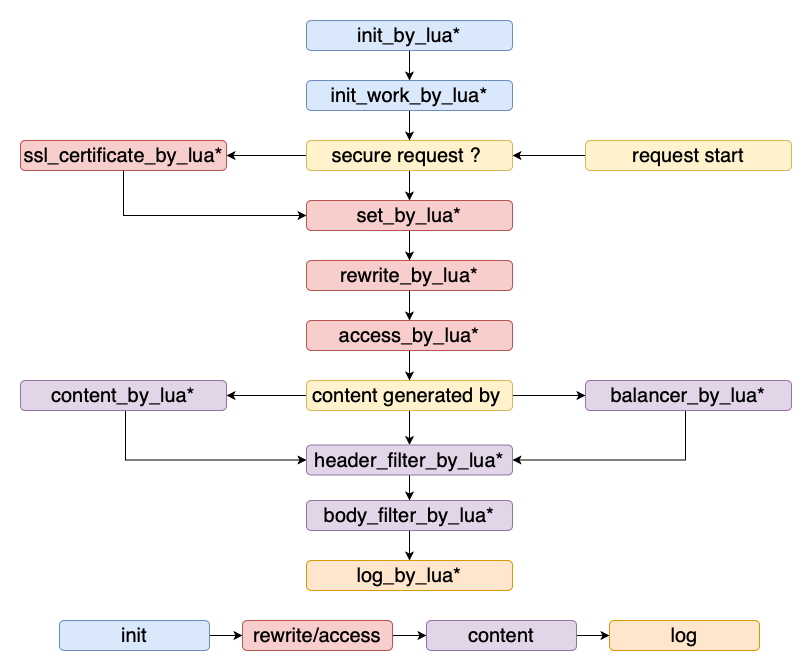 init_by_lua*
init_work_by_lua*
ssl_certificate_by_lua*
secure request ?
request start
set_by_lua*
rewrite_by_lua*
access_by_lua*
content_by_lua*
content generated by
balancer_by_lua*
header_filter_by_lua*
body_filter_by_lua*
log_by_lua*
init
rewrite/access
content
log